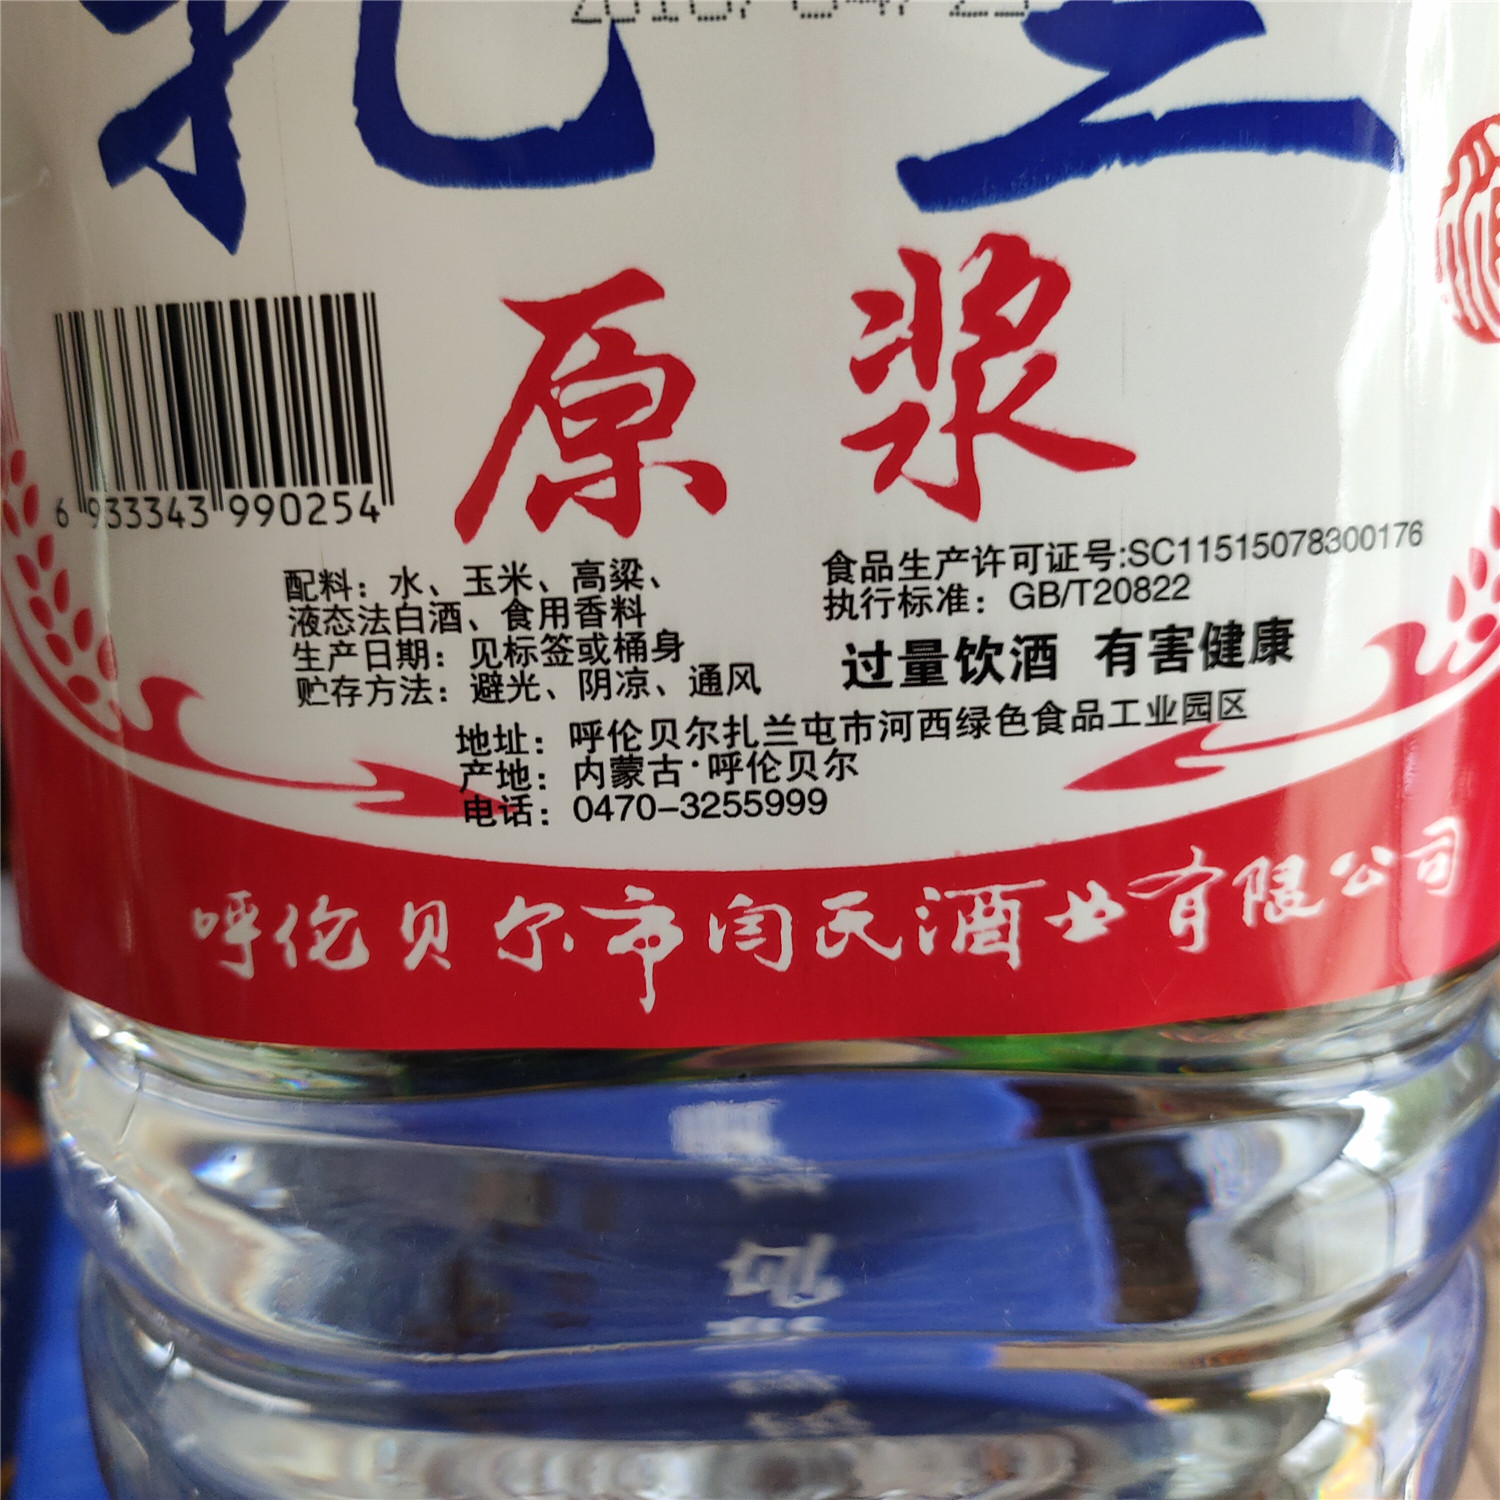 扎兰
原浆
6 933343 990254
配料：水、玉米、高粱、
液态法白酒、食用香料
生产日期：见标签或桶身
贮存方法：避光、阴凉、通风
食品生产许可证号:SC11515078300176
执行标准：GB/T20822
过量饮酒 有害健康
地址：呼伦贝尔扎兰屯市河西绿色食品工业园区
产地：内蒙古·呼伦贝尔
电话：0470-3255999
呼伦贝尔市闫氏酒业有限公司